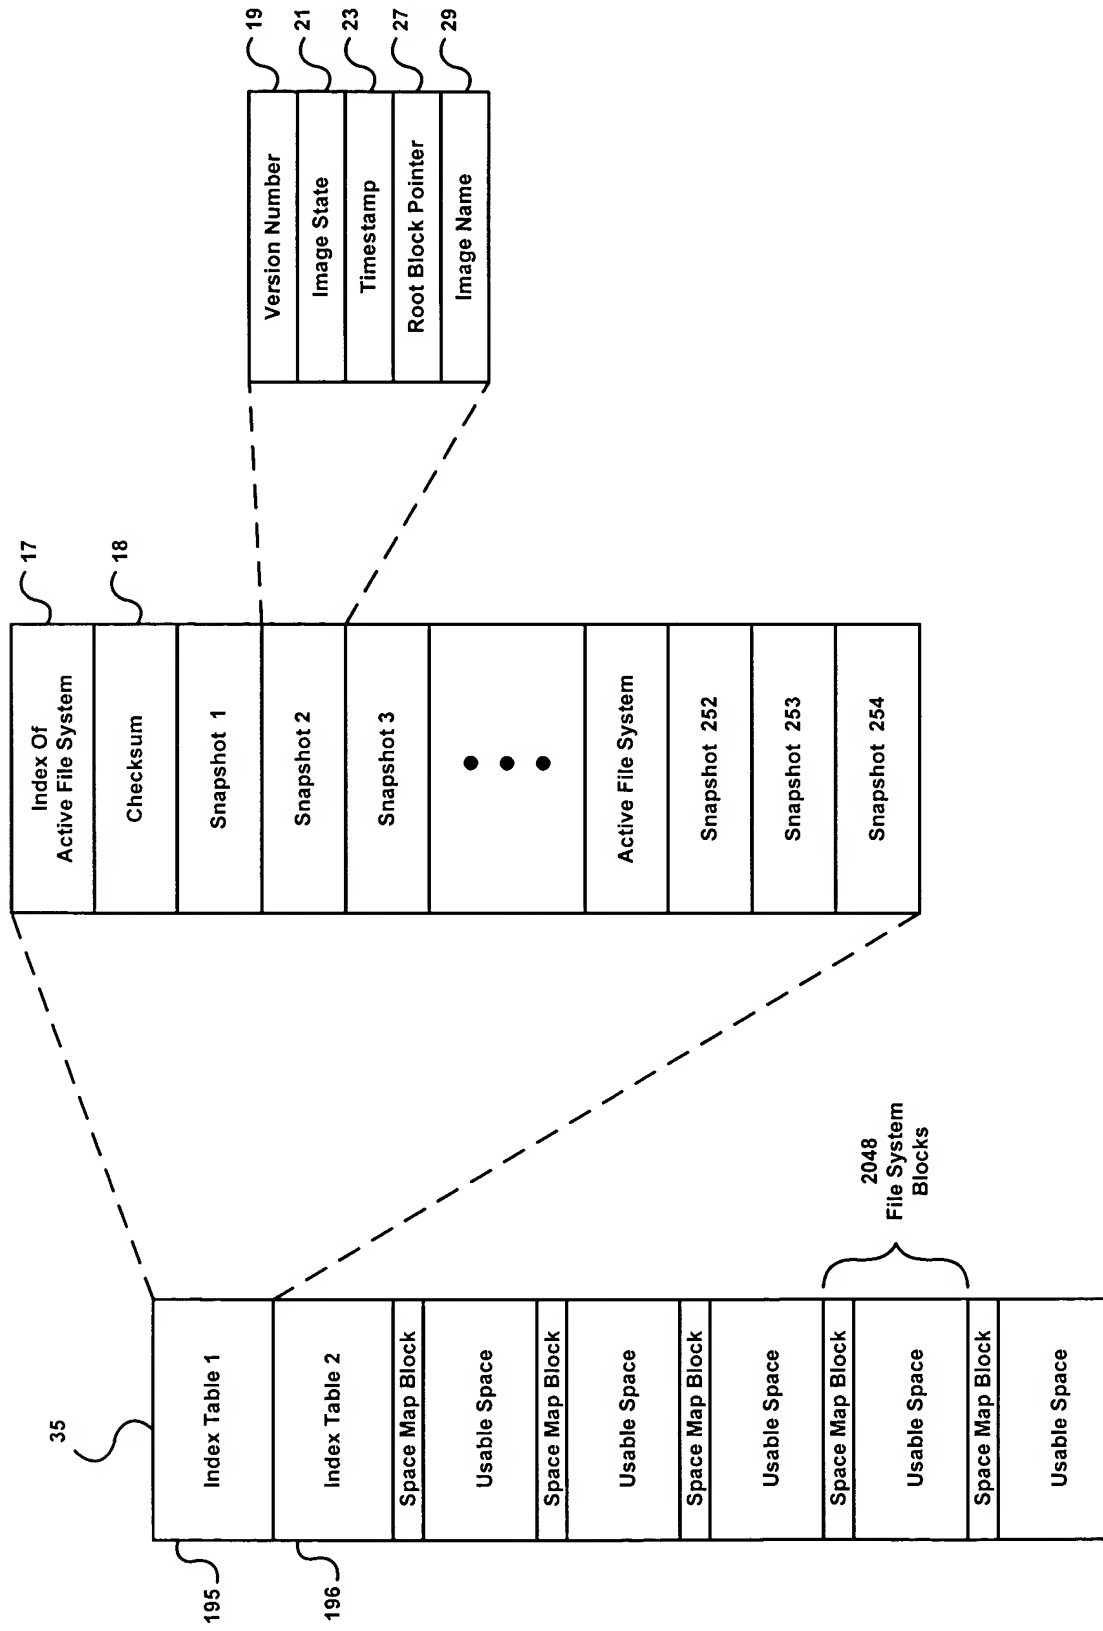 35
195
Index Table 1
196
Index Table 2
Space Map Block
Usable Space
Space Map Block
Usable Space
Space Map Block
Usable Space
Space Map Block
Usable Space
Space Map Block
Usable Space
2048
File System
Blocks
Index Of
Active File System
17
Checksum
18
Snapshot 1
Snapshot 2
Snapshot 3
Active File System
Snapshot 252
Snapshot 253
Snapshot 254
Version Number
19
Image State
21
Timestamp
23
Root Block Pointer
27
Image Name
29